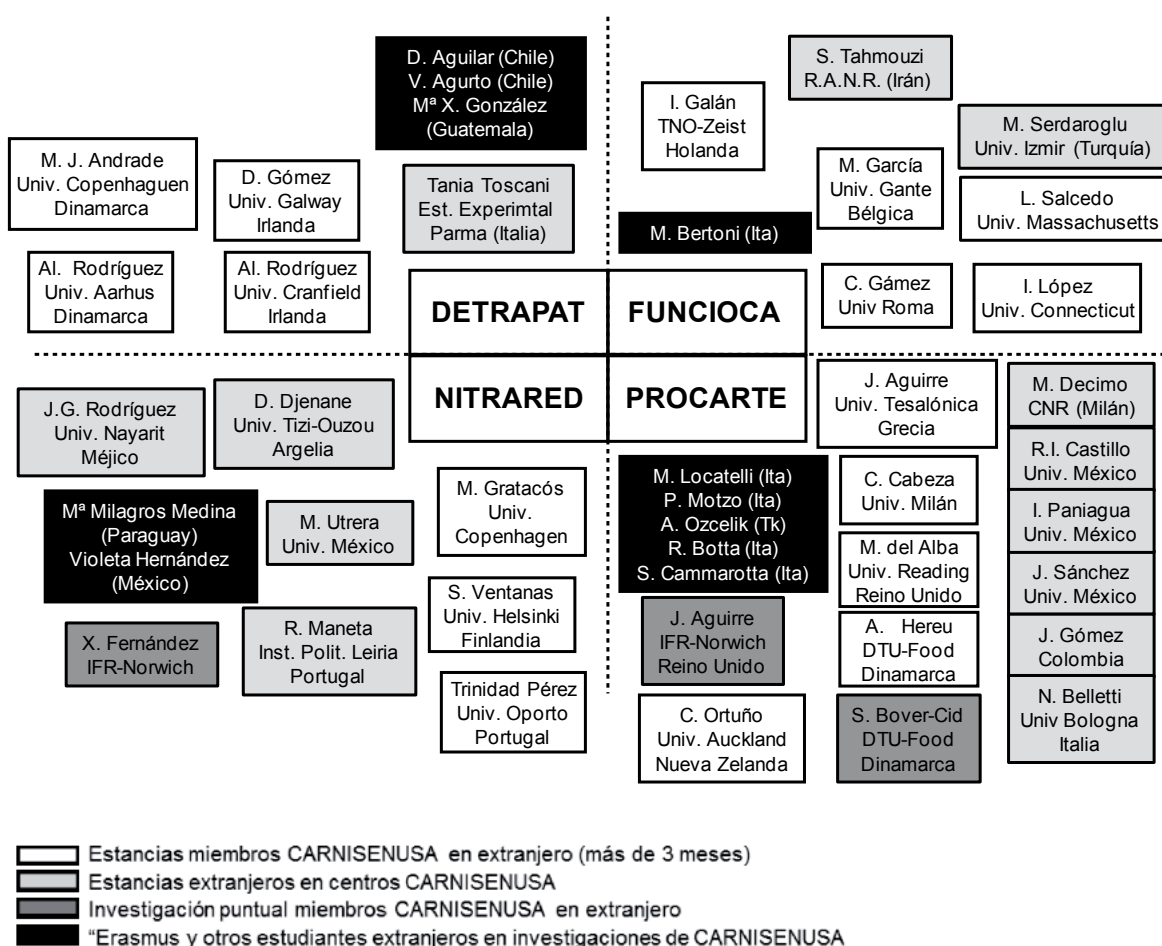 D. Aguilar (Chile)
V. Agurto (Chile)
Mª X. González
(Guatemala)
M. J. Andrade
Univ. Copenhaguen
Dinamarca
D. Gómez
Univ. Galway
Irlanda
Tania Toscani
Est. Experimtal
Parma (Italia)
Al. Rodríguez
Univ. Aarhus
Dinamarca
Al. Rodríguez
Univ. Cranfield
Irlanda
DETRAPAT
S. Tahmouzi
R.A.N.R. (Irán)
I. Galán
TNO-Zeist
Holanda
M. Serdaroglu
Univ. Izmir (Turquía)
M. García
Univ. Gante
Bélgica
L. Salcedo
Univ. Massachusetts
M. Bertoni (Ita)
C. Gámez
Univ Roma
I. López
Univ. Connecticut
FUNCIOCA
NITRARED
J.G. Rodríguez
Univ. Nayarit
Méjico
D. Djenane
Univ. Tizi-Ouzou
Argelia
Mª Milagros Medina
(Paraguay)
Violeta Hernández
(México)
M. Utrera
Univ. México
M. Gratacós
Univ.
Copenhagen
X. Fernández
IFR-Norwich
R. Maneta
Inst. Polit. Leiria
Portugal
S. Ventanas
Univ. Helsinki
Finlandia
Trinidad Pérez
Univ. Oporto
Portugal
PROCARTE
J. Aguirre
Univ. Tesalónica
Grecia
M. Decimo
CNR (Milán)
M. Locatelli (Ita)
P. Motzo (Ita)
A. Ozcelik (Tk)
R. Botta (Ita)
S. Cammarotta (Ita)
C. Cabeza
Univ. Milán
R.I. Castillo
Univ. México
I. Paniagua
Univ. México
M. del Alba
Univ. Reading
Reino Unido
J. Sánchez
Univ. México
J. Aguirre
IFR-Norwich
Reino Unido
A. Hereu
DTU-Food
Dinamarca
J. Gómez
Colombia
C. Ortuño
Univ. Auckland
Nueva Zelanda
S. Bover-Cid
DTU-Food
Dinamarca
N. Belletti
Univ Bologna
Italia
Estancias miembros CARNISENUSA en extranjero (más de 3 meses)
Estancias extranjeros en centros CARNISENUSA
Investigación puntual miembros CARNISENUSA en extranjero
“Erasmus y otros estudiantes extranjeros en investigaciones de CARNISENUSA